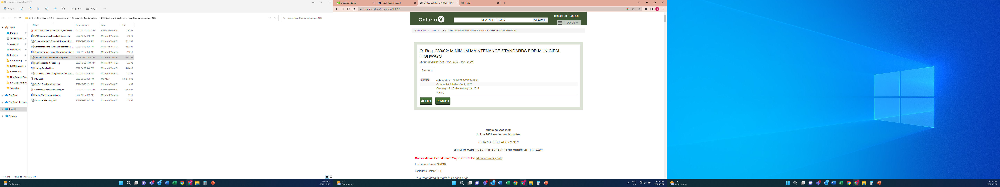 New Council Orientation 2022
New
Sort
View
This PC > Shares (F:) > Infrastructure > C-Councils, Boards, Bylaws > C08-Goals and Objectives > New Council Orientation 2022
Search New Council Orientation 2022
Name Date modified Type Size
Home
Desktop
Shared Space
jgaddye$
Downloads
Pictures
CurbCutting
0.034 Sidewalk I
Kubota 10-51
New Council Orier
PW Single Axle Plc
ScanInbox
OneDrive
OneDrive - Personal
This PC
Network
2021-10-08 Op Ctr Concept Layout 965 G... 2022-10-20 11:21 AM Adobe Acrobat D... 291 KB
CAO Communications Fact Sheet - ag 2022-10-17 4:18 PM Microsoft Word D... 318 KB
Content for Dan's Townhall Presentation ... 2022-09-20 4:24 PM Microsoft Word D... 6,512 KB
Content for Dans Townhall Presentation ... 2022-10-17 4:30 PM Microsoft Word D... 6,512 KB
Crossing Design General Information Sheet 2022-09-27 8:42 AM Microsoft Word D... 556 KB
CW Township PowerPoint Template - IS 2022-10-27 10:24 AM Microsoft PowerP... 28,457 KB
Eng Services Fact Sheet - ag 2022-10-20 11:08 AM Microsoft Word D... 332 KB
Existing Twp Facilities 2022-04-25 4:46 PM Microsoft Word D... 4,624 KB
Fact-Sheet---INS---Engineering-Services ... 2022-10-17 4:16 PM Microsoft Word D... 171 KB
IMG_0858 2022-09-20 3:36 PM MOV File 1,018,478 KB
Op Ctr Considerations board 2022-10-20 1:51 PM Microsoft Word D... 16 KB
OperationsCentre_PosterMap_rev 2022-10-20 11:21 AM Adobe Acrobat D... 10,926 KB
Public Works Responsibilities 2022-10-27 9:59 AM Microsoft Word D... 15 KB
Structure Selection_10-P 2022-09-27 8:42 AM Microsoft Word D... 154 KB
14 items 1 item selected 27.7 MB
3°C
Partly sunny
10:48 AM
2022-10-27
Questrade Edge
Track Your Dividends
O. Reg. 239/02: MINIMUM MAIN
Slide 1
ontario.ca/laws/regulation/020239
Ontario
SEARCH LAWS
SEARCH
contact us | français
Topics +
HOME PAGE / LAWS / O. REG. 239/02: MINIMUM MAINTENANCE STANDARDS FOR MUNICIPAL HIGHWAYS
O. Reg. 239/02: MINIMUM MAINTENANCE STANDARDS FOR MUNICIPAL
HIGHWAYS
under Municipal Act, 2001, S.O. 2001, c. 25
Versions
current May 3, 2018 – (e-Laws currency date)
January 25, 2013 – May 2, 2018
February 18, 2010 – January 24, 2013
3 more
Print
Download
Municipal Act, 2001
Loi de 2001 sur les municipalités
ONTARIO REGULATION 239/02
MINIMUM MAINTENANCE STANDARDS FOR MUNICIPAL HIGHWAYS
Consolidation Period: From May 3, 2018 to the e-Laws currency date.
Last amendment: 366/18.
Legislative History: [ + ]
This Regulation is made in English only.
3°C
Partly sunny
ENG
US
10:48 AM
2022-10-27
3°C
Partly sunny
10:48 AM
2022-10-27